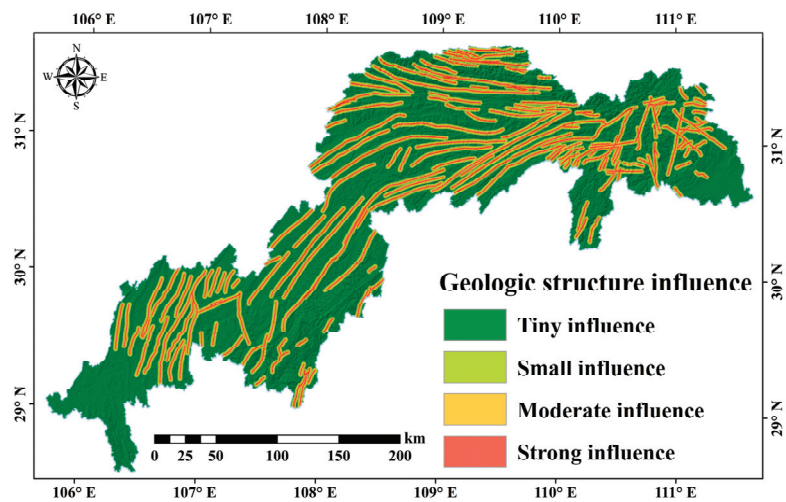 106° E 107° E 108° E 109° E 110° E 111° E
N
W E
S
31° N 31° N
30° N 30° N
29° N 29° N
Geologic structure influence
Tiny influence
Small influence
Moderate influence
Strong influence
km
0 25 50 100 150 200
106° E 107° E 108° E 109° E 110° E 111° E